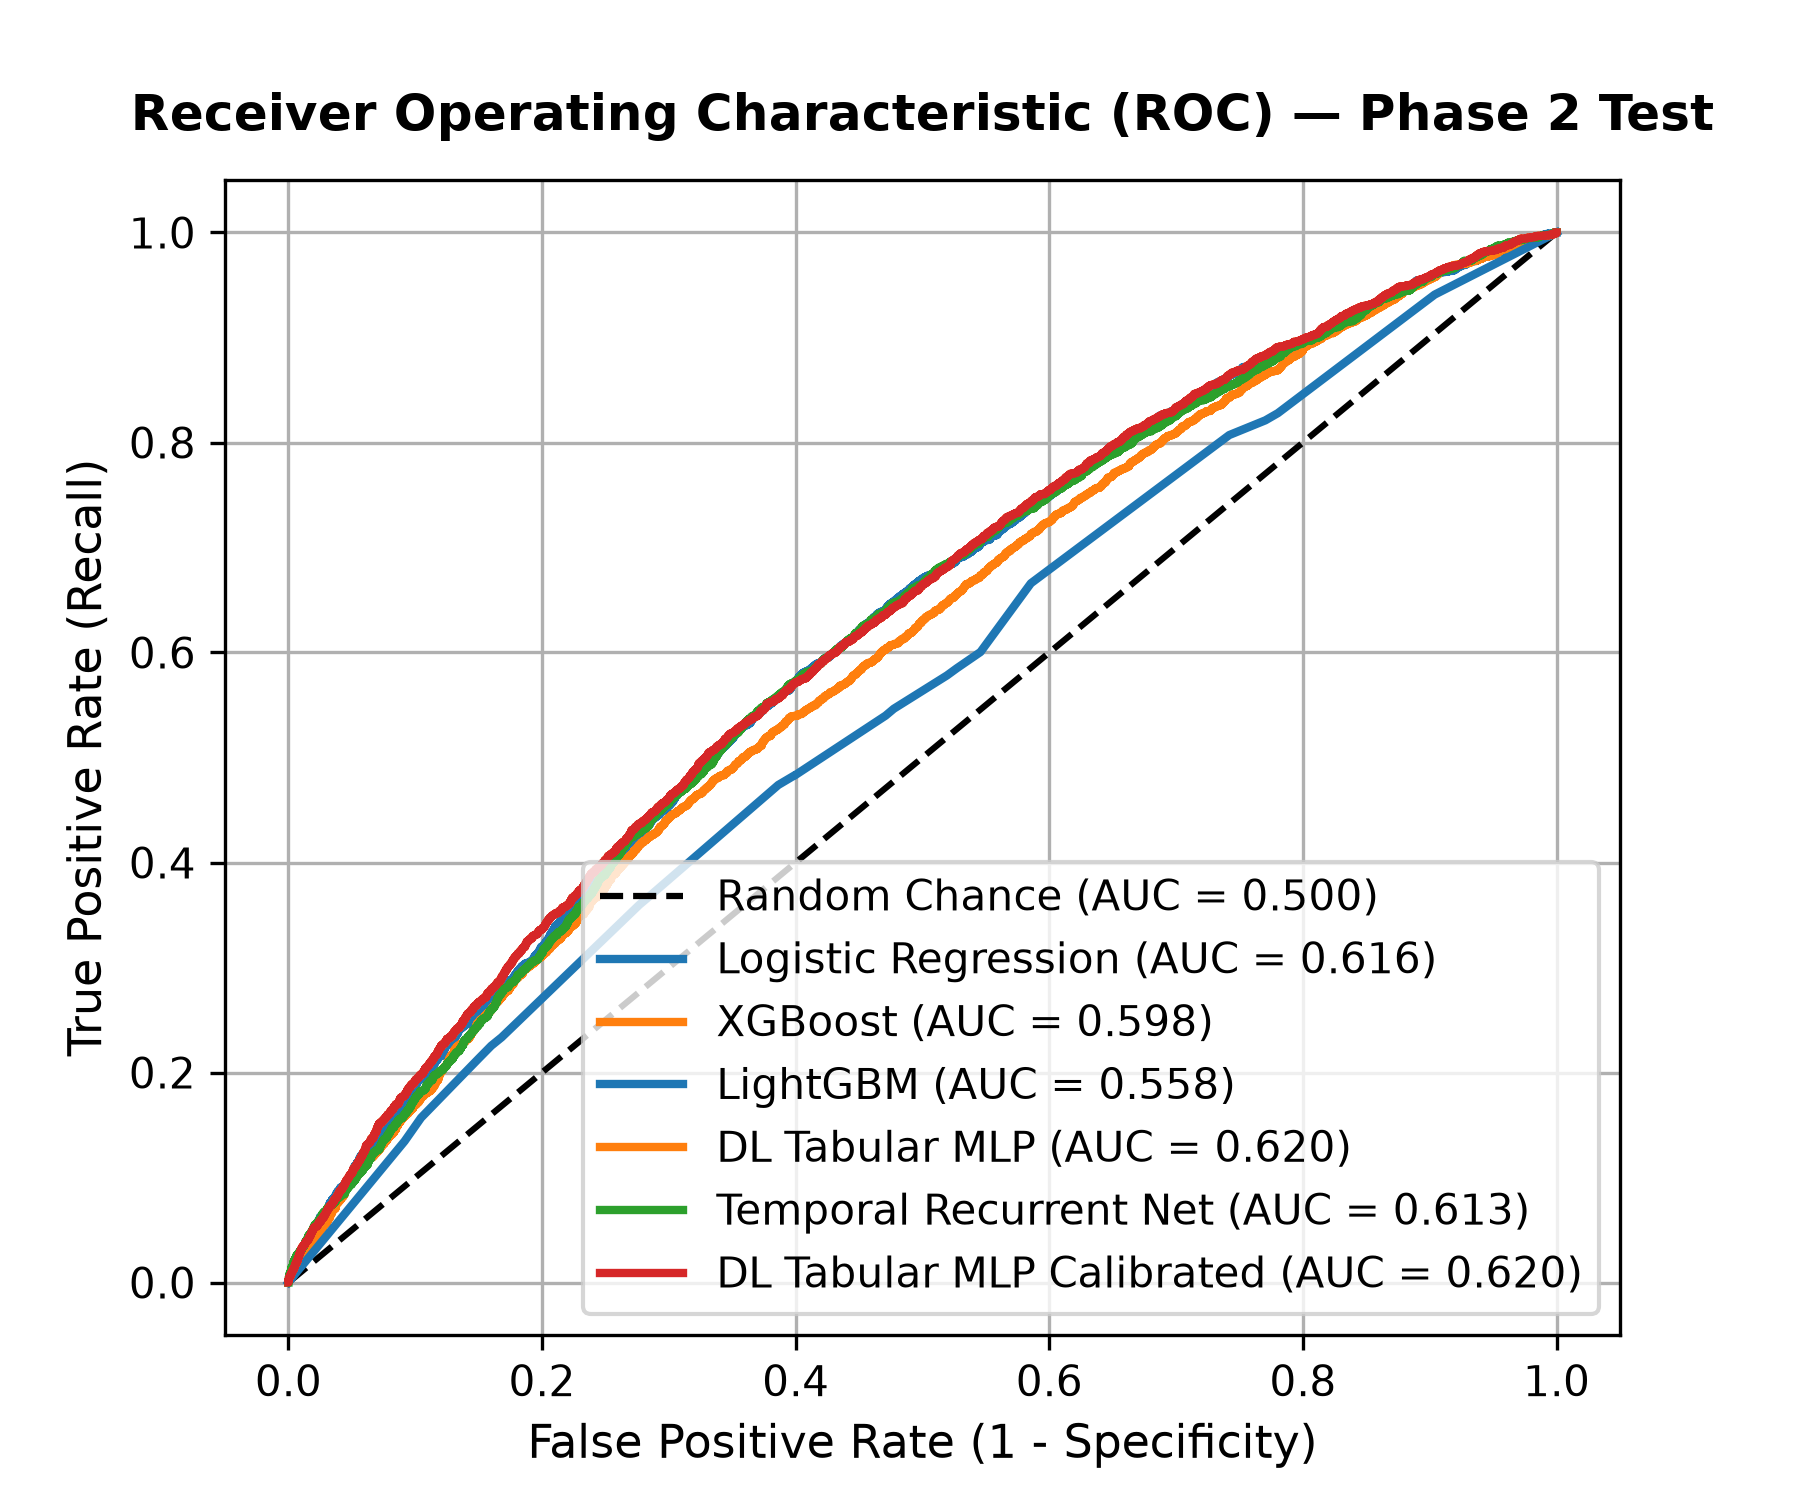 Receiver Operating Characteristic (ROC) — Phase 2 Test
True Positive Rate (Recall)
1.0
0.8
0.6
0.4
0.2
0.0
Random Chance (AUC = 0.500)
Logistic Regression (AUC = 0.616)
XGBoost (AUC = 0.598)
LightGBM (AUC = 0.558)
DL Tabular MLP (AUC = 0.620)
Temporal Recurrent Net (AUC = 0.613)
DL Tabular MLP Calibrated (AUC = 0.620)
0.0 0.2 0.4 0.6 0.8 1.0
False Positive Rate (1 - Specificity)